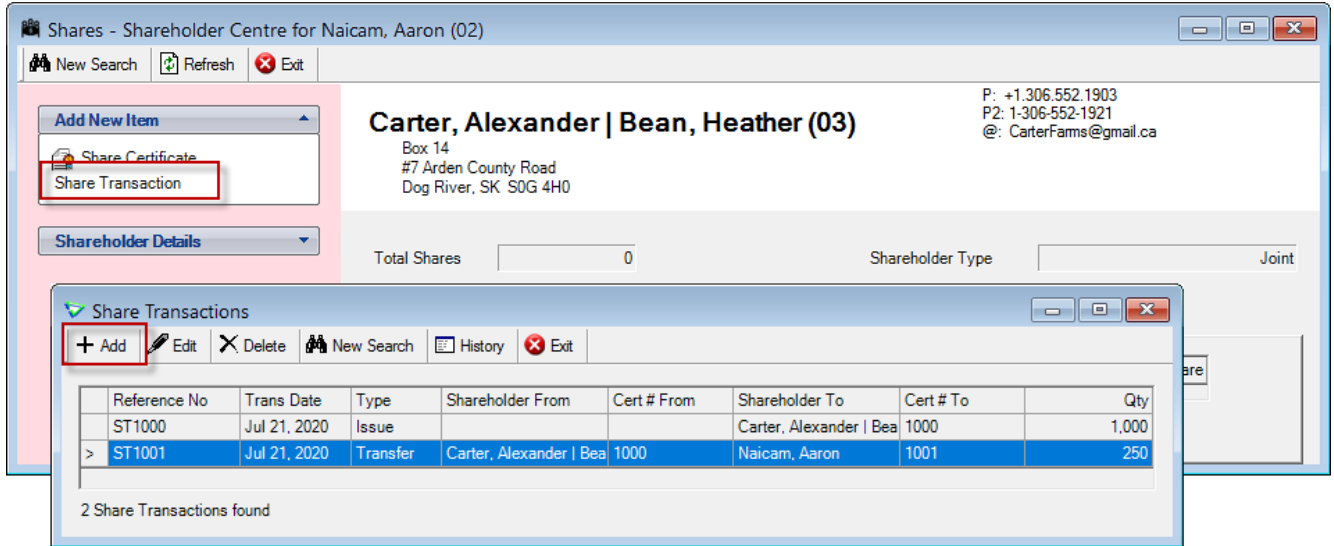 Shares - Shareholder Centre for Naicam, Aaron (02)
New Search Refresh Exit
Add New Item
Share Certificate
Share Transaction
Shareholder Details
Carter, Alexander | Bean, Heather (03)
Box 14
#7 Arden County Road
Dog River, SK S0G 4H0
P: +1.306.552.1903
P2: 1-306-552-1921
@: CarterFarms@gmail.ca
Total Shares 0 Shareholder Type Joint
Share Transactions
Add Edit Delete New Search History Exit
Reference No Trans Date Type Shareholder From Cert # From Shareholder To Cert # To Qty
ST1000 Jul 21, 2020 Issue Carter, Alexander | Bea 1000 1,000
> ST1001 Jul 21, 2020 Transfer Carter, Alexander | Bea 1000 Naicam, Aaron 1001 250
2 Share Transactions found
are